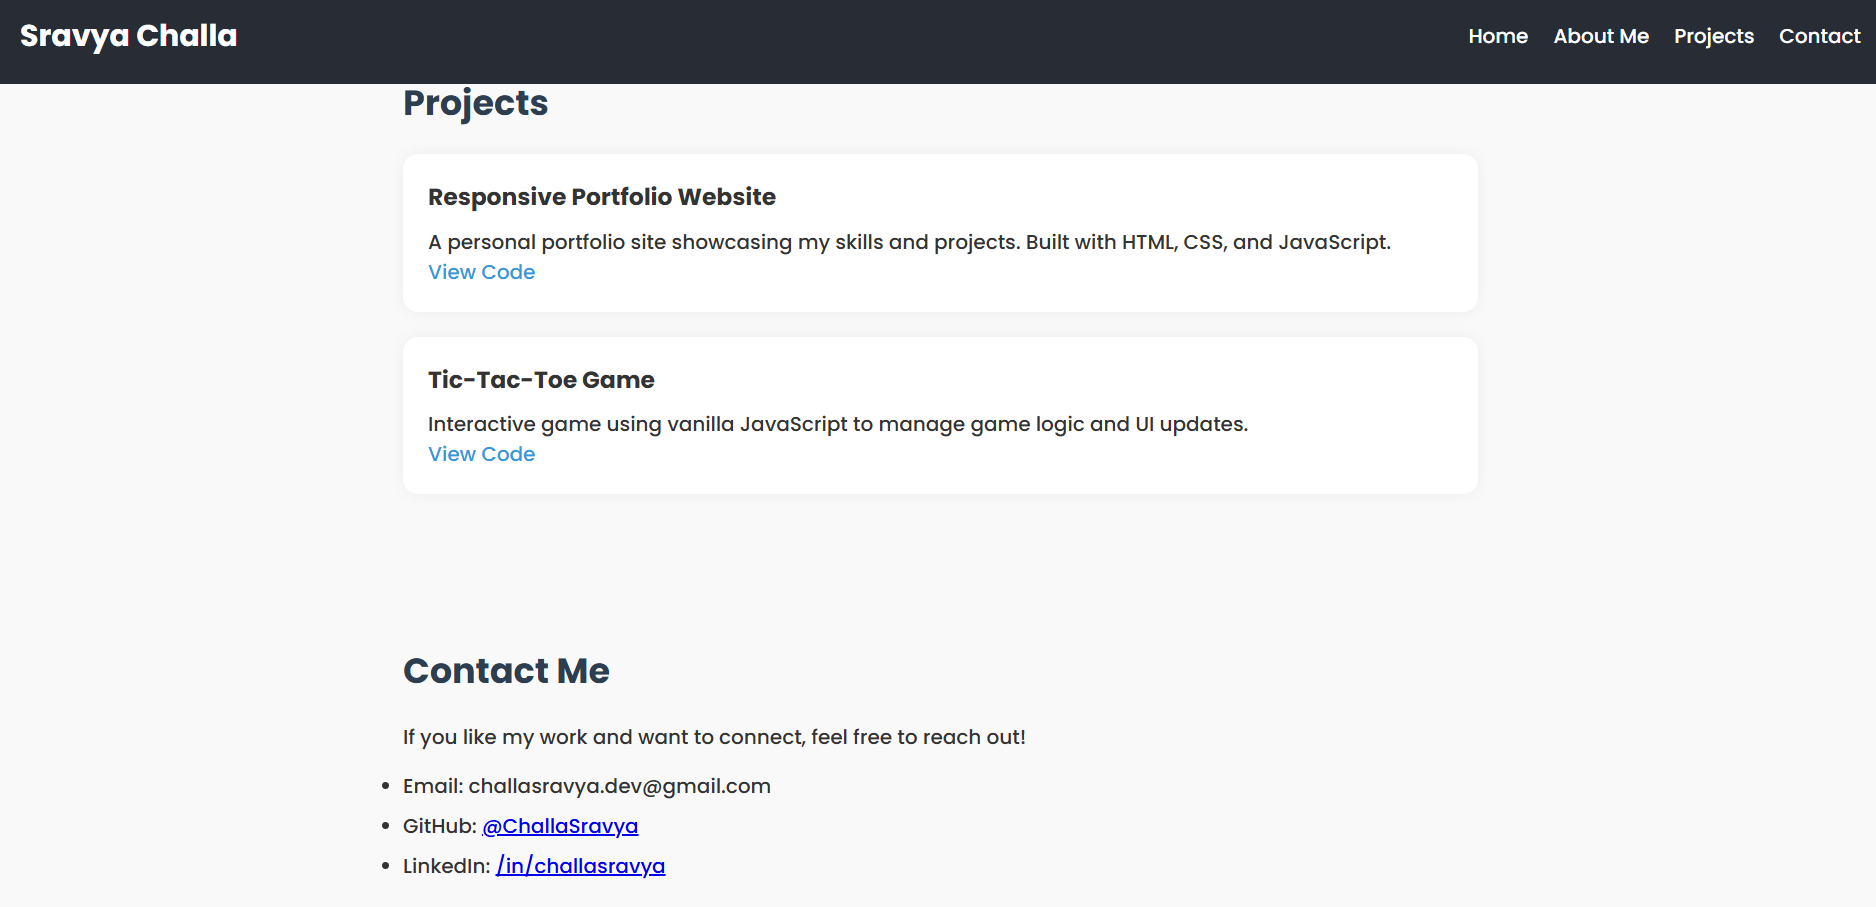 Sravya Challa
Home About Me Projects Contact
Projects
Responsive Portfolio Website
A personal portfolio site showcasing my skills and projects. Built with HTML, CSS, and JavaScript.
View Code
Tic-Tac-Toe Game
Interactive game using vanilla JavaScript to manage game logic and UI updates.
View Code
Contact Me
If you like my work and want to connect, feel free to reach out!
• Email: challasravya.dev@gmail.com
• GitHub: @ChallaSravya
• LinkedIn: /in/challasravya